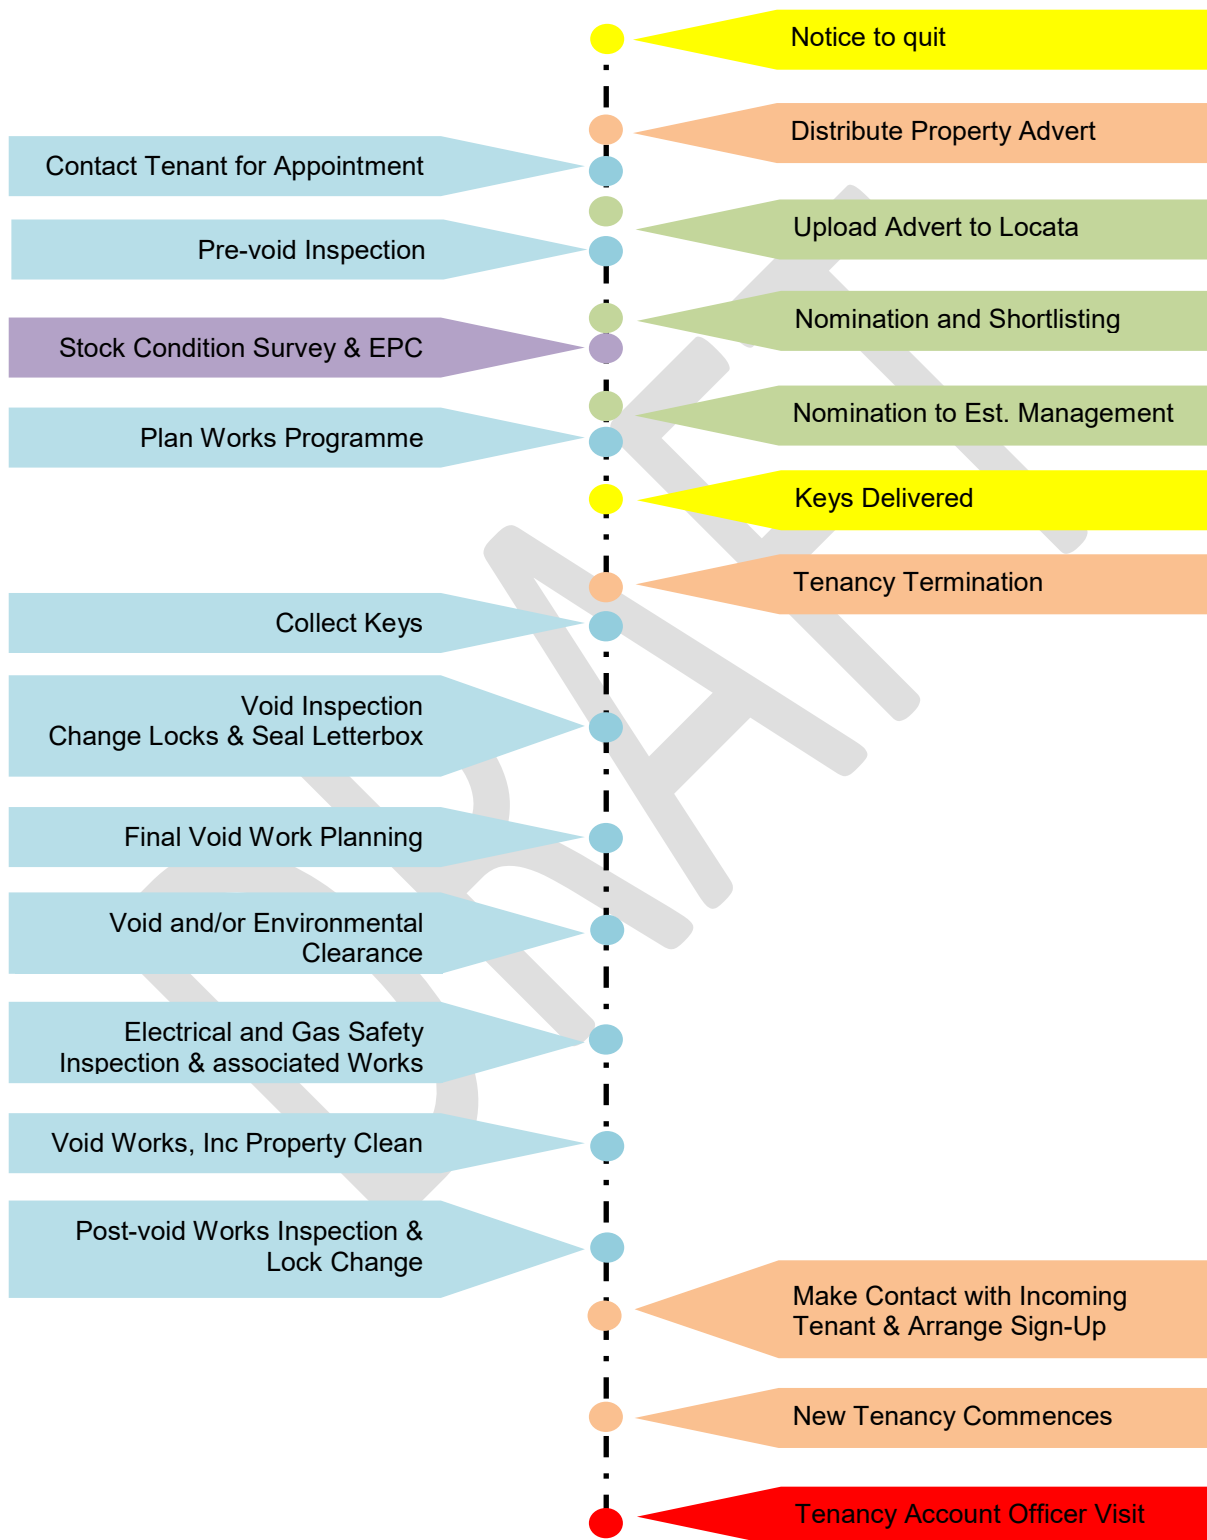 Notice to quit
Distribute Property Advert
Contact Tenant for Appointment
Upload Advert to Locata
Pre-void Inspection
Nomination and Shortlisting
Stock Condition Survey & EPC
Nomination to Est. Management
Plan Works Programme
Keys Delivered
Tenancy Termination
Collect Keys
Void Inspection
Change Locks & Seal Letterbox
Final Void Work Planning
Void and/or Environmental
Clearance
Electrical and Gas Safety
Inspection & associated Works
Void Works, Inc Property Clean
Post-void Works Inspection &
Lock Change
Make Contact with Incoming
Tenant & Arrange Sign-Up
New Tenancy Commences
Tenancy Account Officer Visit
DRAFT